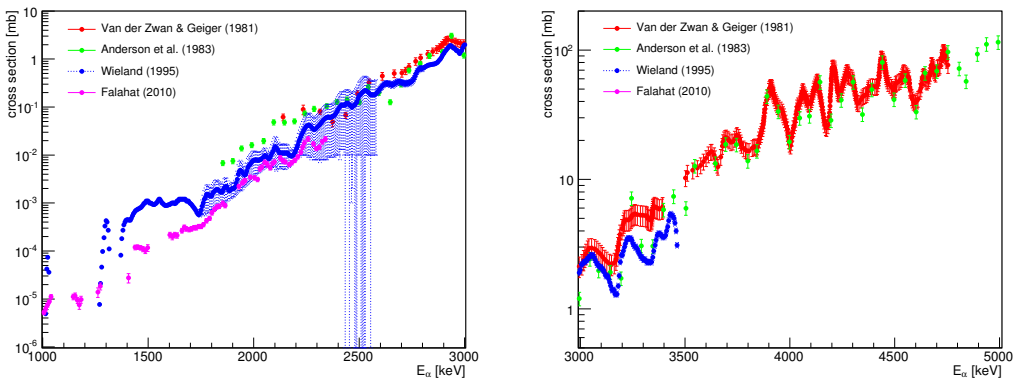 cross section [mb]
10
1
10⁻¹
10⁻²
10⁻³
10⁻⁴
10⁻⁵
10⁻⁶
Van der Zwan & Geiger (1981)
Anderson et al. (1983)
Wieland (1995)
Falahat (2010)
1000 1500 2000 2500 3000
Eα [keV]
cross section [mb]
10²
10
1
Van der Zwan & Geiger (1981)
Anderson et al. (1983)
Wieland (1995)
Falahat (2010)
3000 3500 4000 4500 5000
Eα [keV]